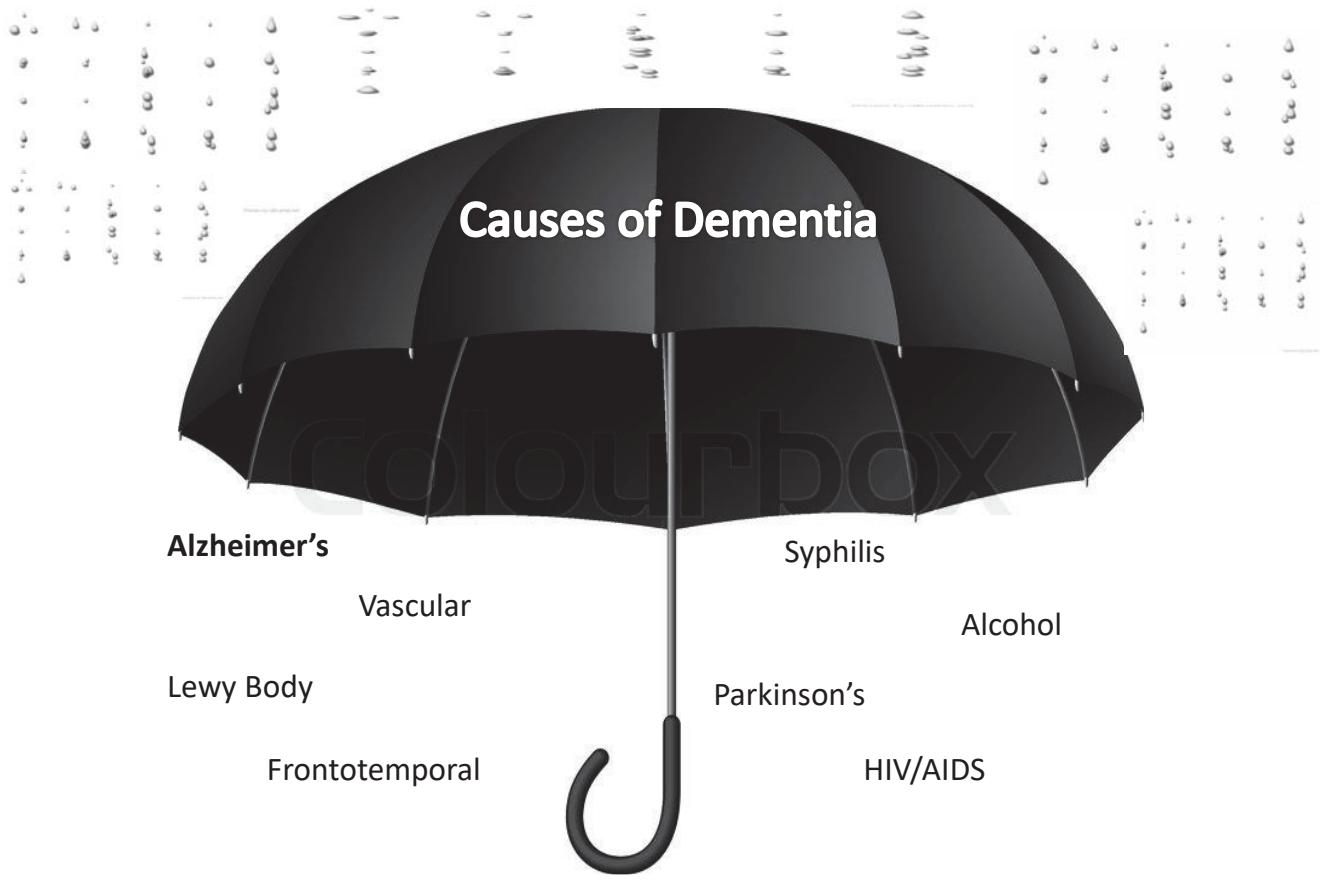 Causes of Dementia
Colourbox
Alzheimer's
Syphilis
Vascular
Alcohol
Lewy Body
Parkinson's
Frontotemporal
HIV/AIDS